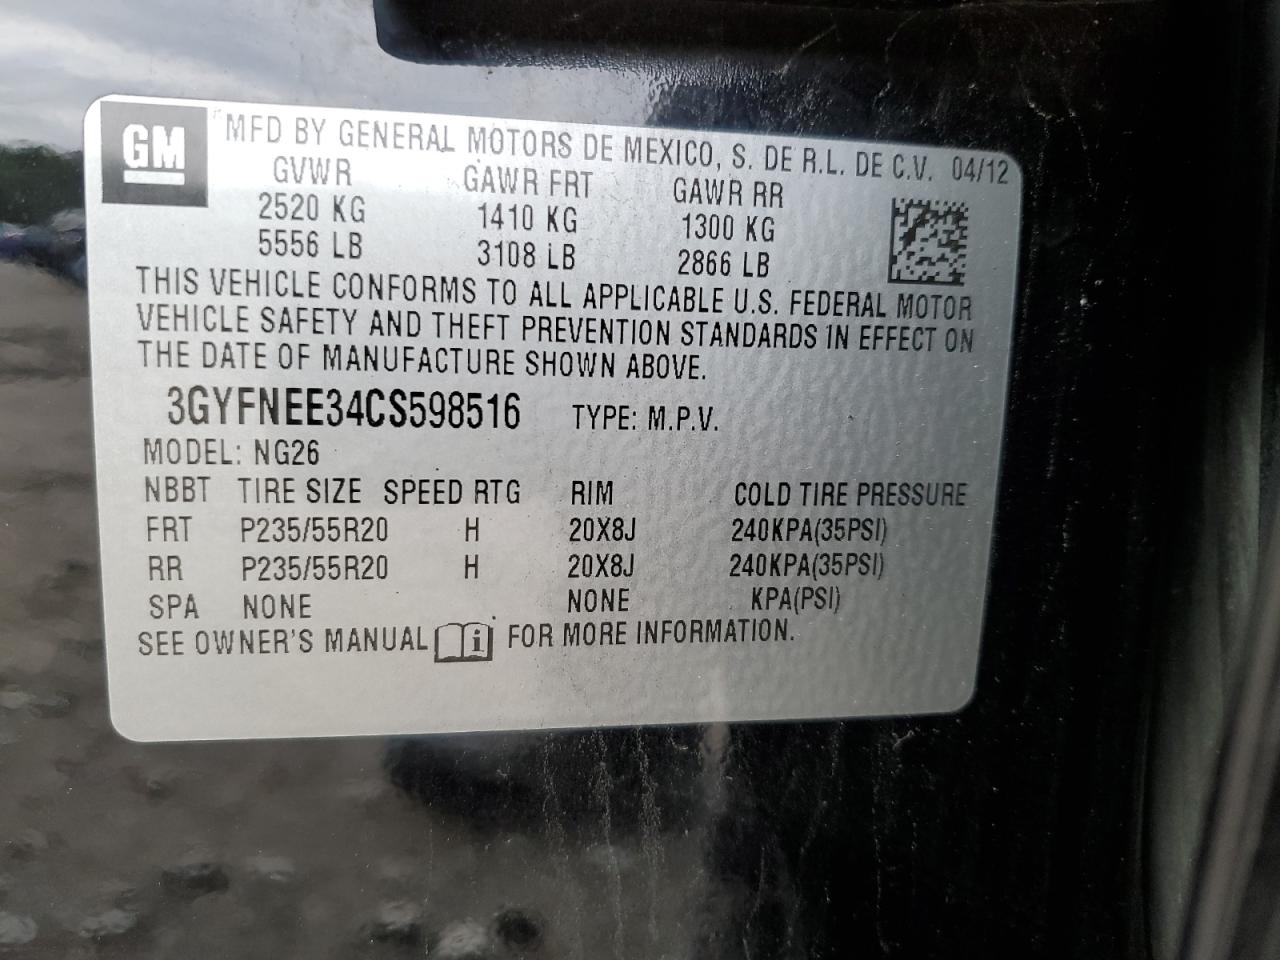 GM
MFD BY GENERAL MOTORS DE MEXICO, S. DE R.L. DE C.V. 04/12
GVWR GAWR FRT GAWR RR
2520 KG 1410 KG 1300 KG
5556 LB 3108 LB 2866 LB
THIS VEHICLE CONFORMS TO ALL APPLICABLE U.S. FEDERAL MOTOR
VEHICLE SAFETY AND THEFT PREVENTION STANDARDS IN EFFECT ON
THE DATE OF MANUFACTURE SHOWN ABOVE.
3GYFNEE34CS598516 TYPE: M.P.V.
MODEL: NG26
NBBT TIRE SIZE SPEED RTG RIM COLD TIRE PRESSURE
FRT P235/55R20 H 20X8J 240KPA(35PSI)
RR P235/55R20 H 20X8J 240KPA(35PSI)
SPA NONE NONE KPA(PSI)
SEE OWNER'S MANUAL i FOR MORE INFORMATION.